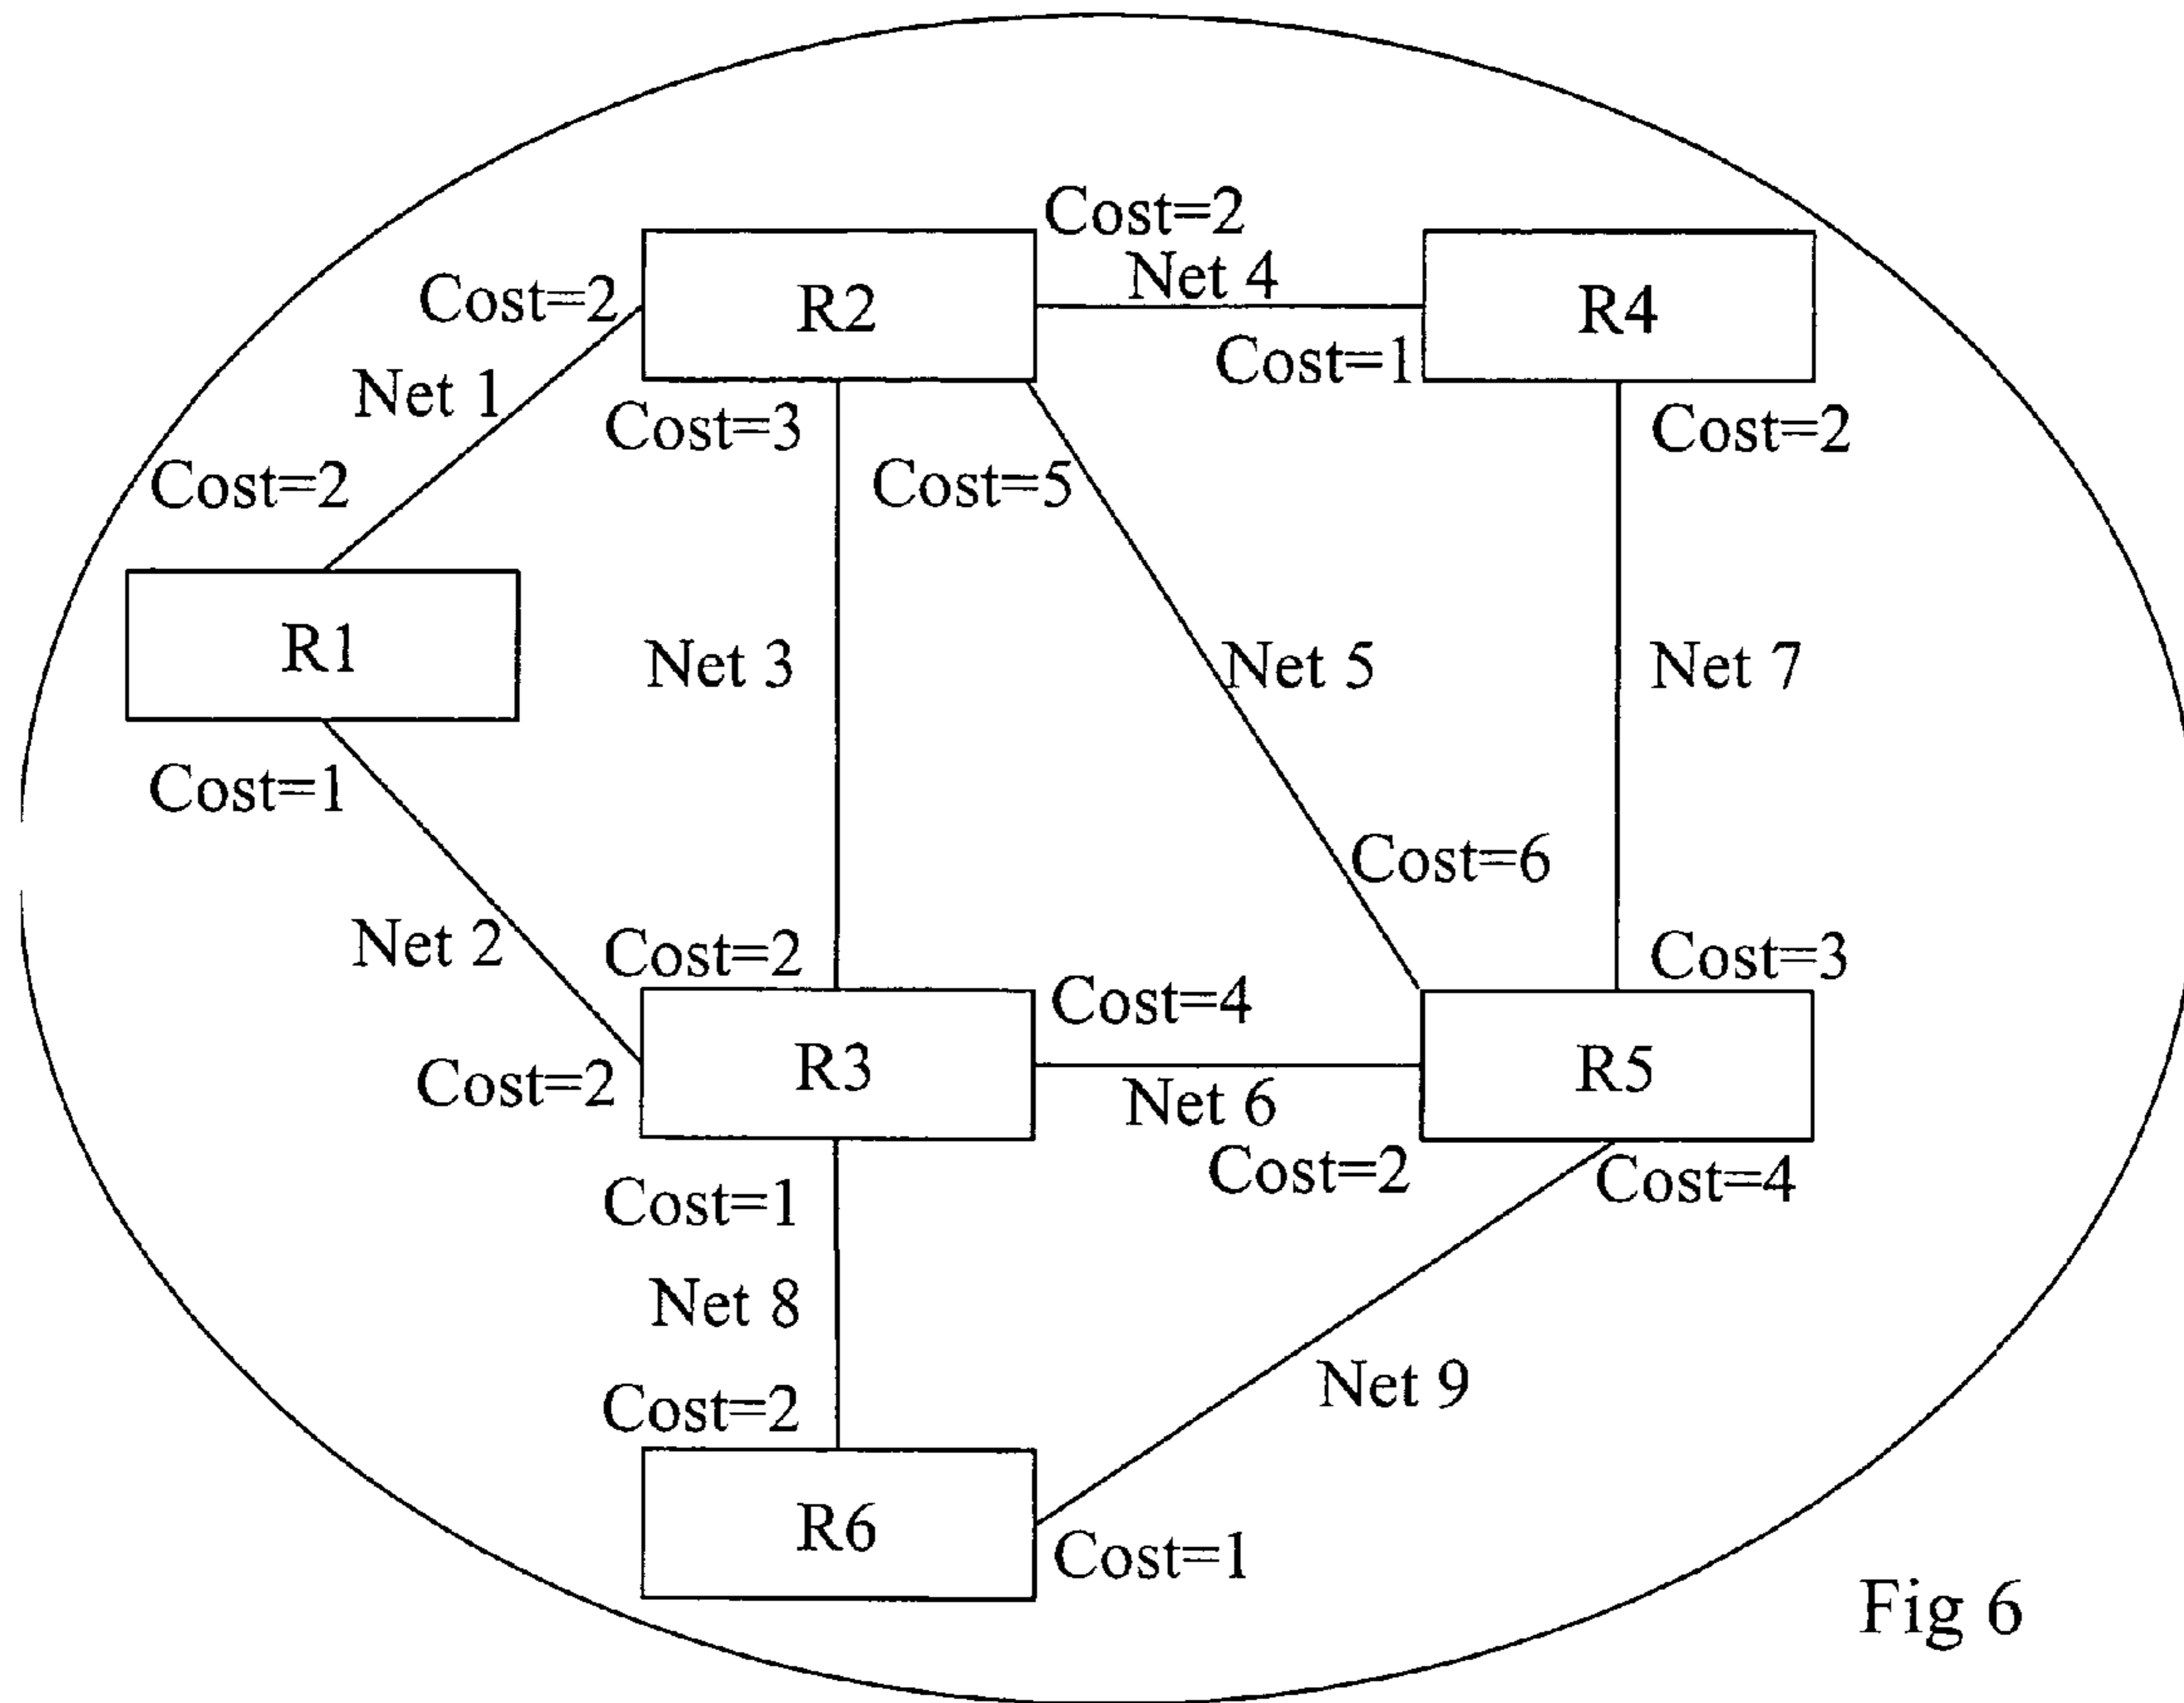 Cost=2
Net 4
R2
R4
Cost=2
Cost=1
Net 1
Cost=3
Cost=2
Cost=2
Cost=5
R1
Net 3
Net 5
Net 7
Cost=1
Cost=6
Net 2
Cost=2
Cost=3
Cost=4
R3
R5
Cost=2
Net 6
Cost=2
Cost=4
Cost=1
Net 8
Net 9
Cost=2
R6
Cost=1
Fig 6